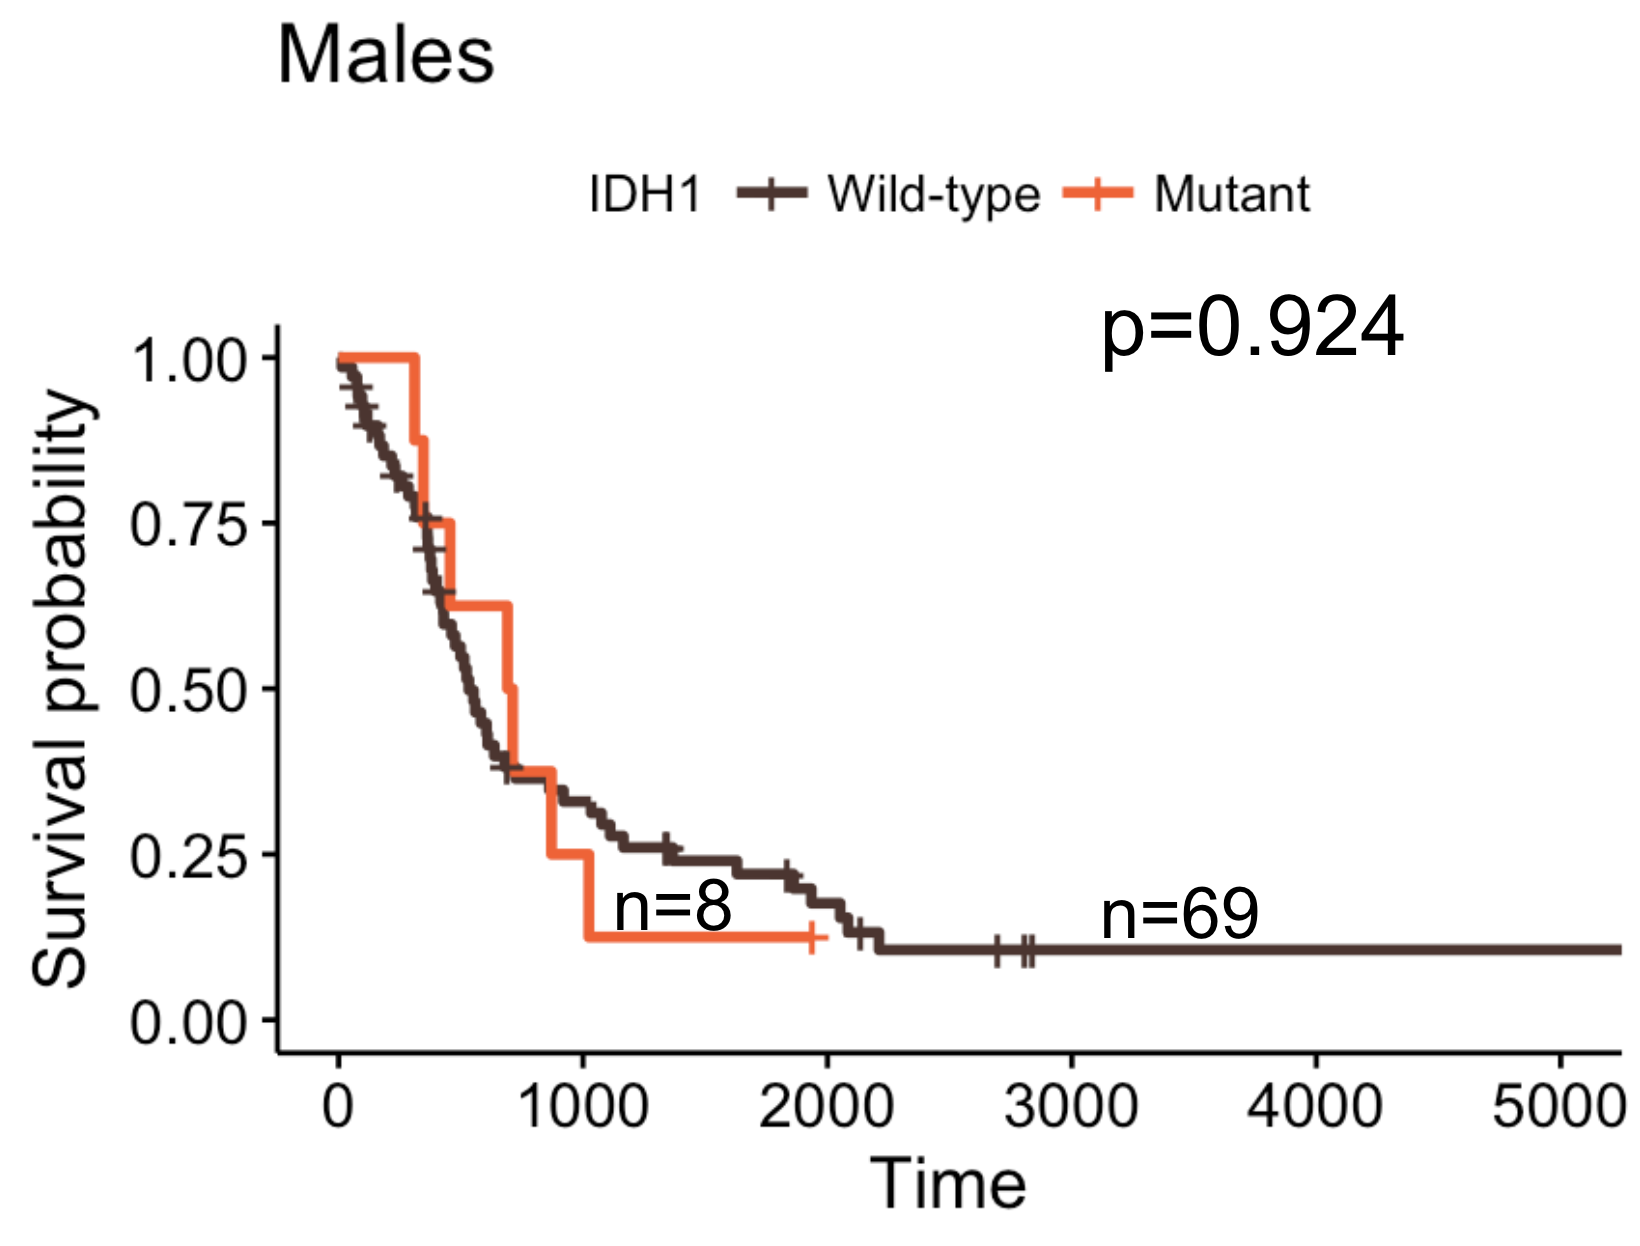 Males
IDH1 Wild-type Mutant
p=0.924
Survival probability
1.00
0.75
0.50
0.25
0.00
n=8
n=69
0 1000 2000 3000 4000 5000
Time